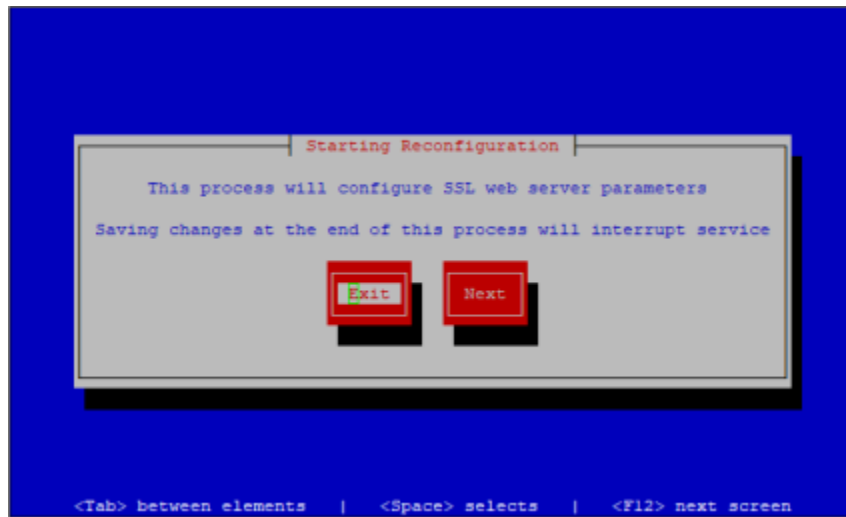 Starting Reconfiguration
This process will configure SSL web server parameters
Saving changes at the end of this process will interrupt service
Exit Next
<Tab> between elements | <Space> selects | <F12> next screen